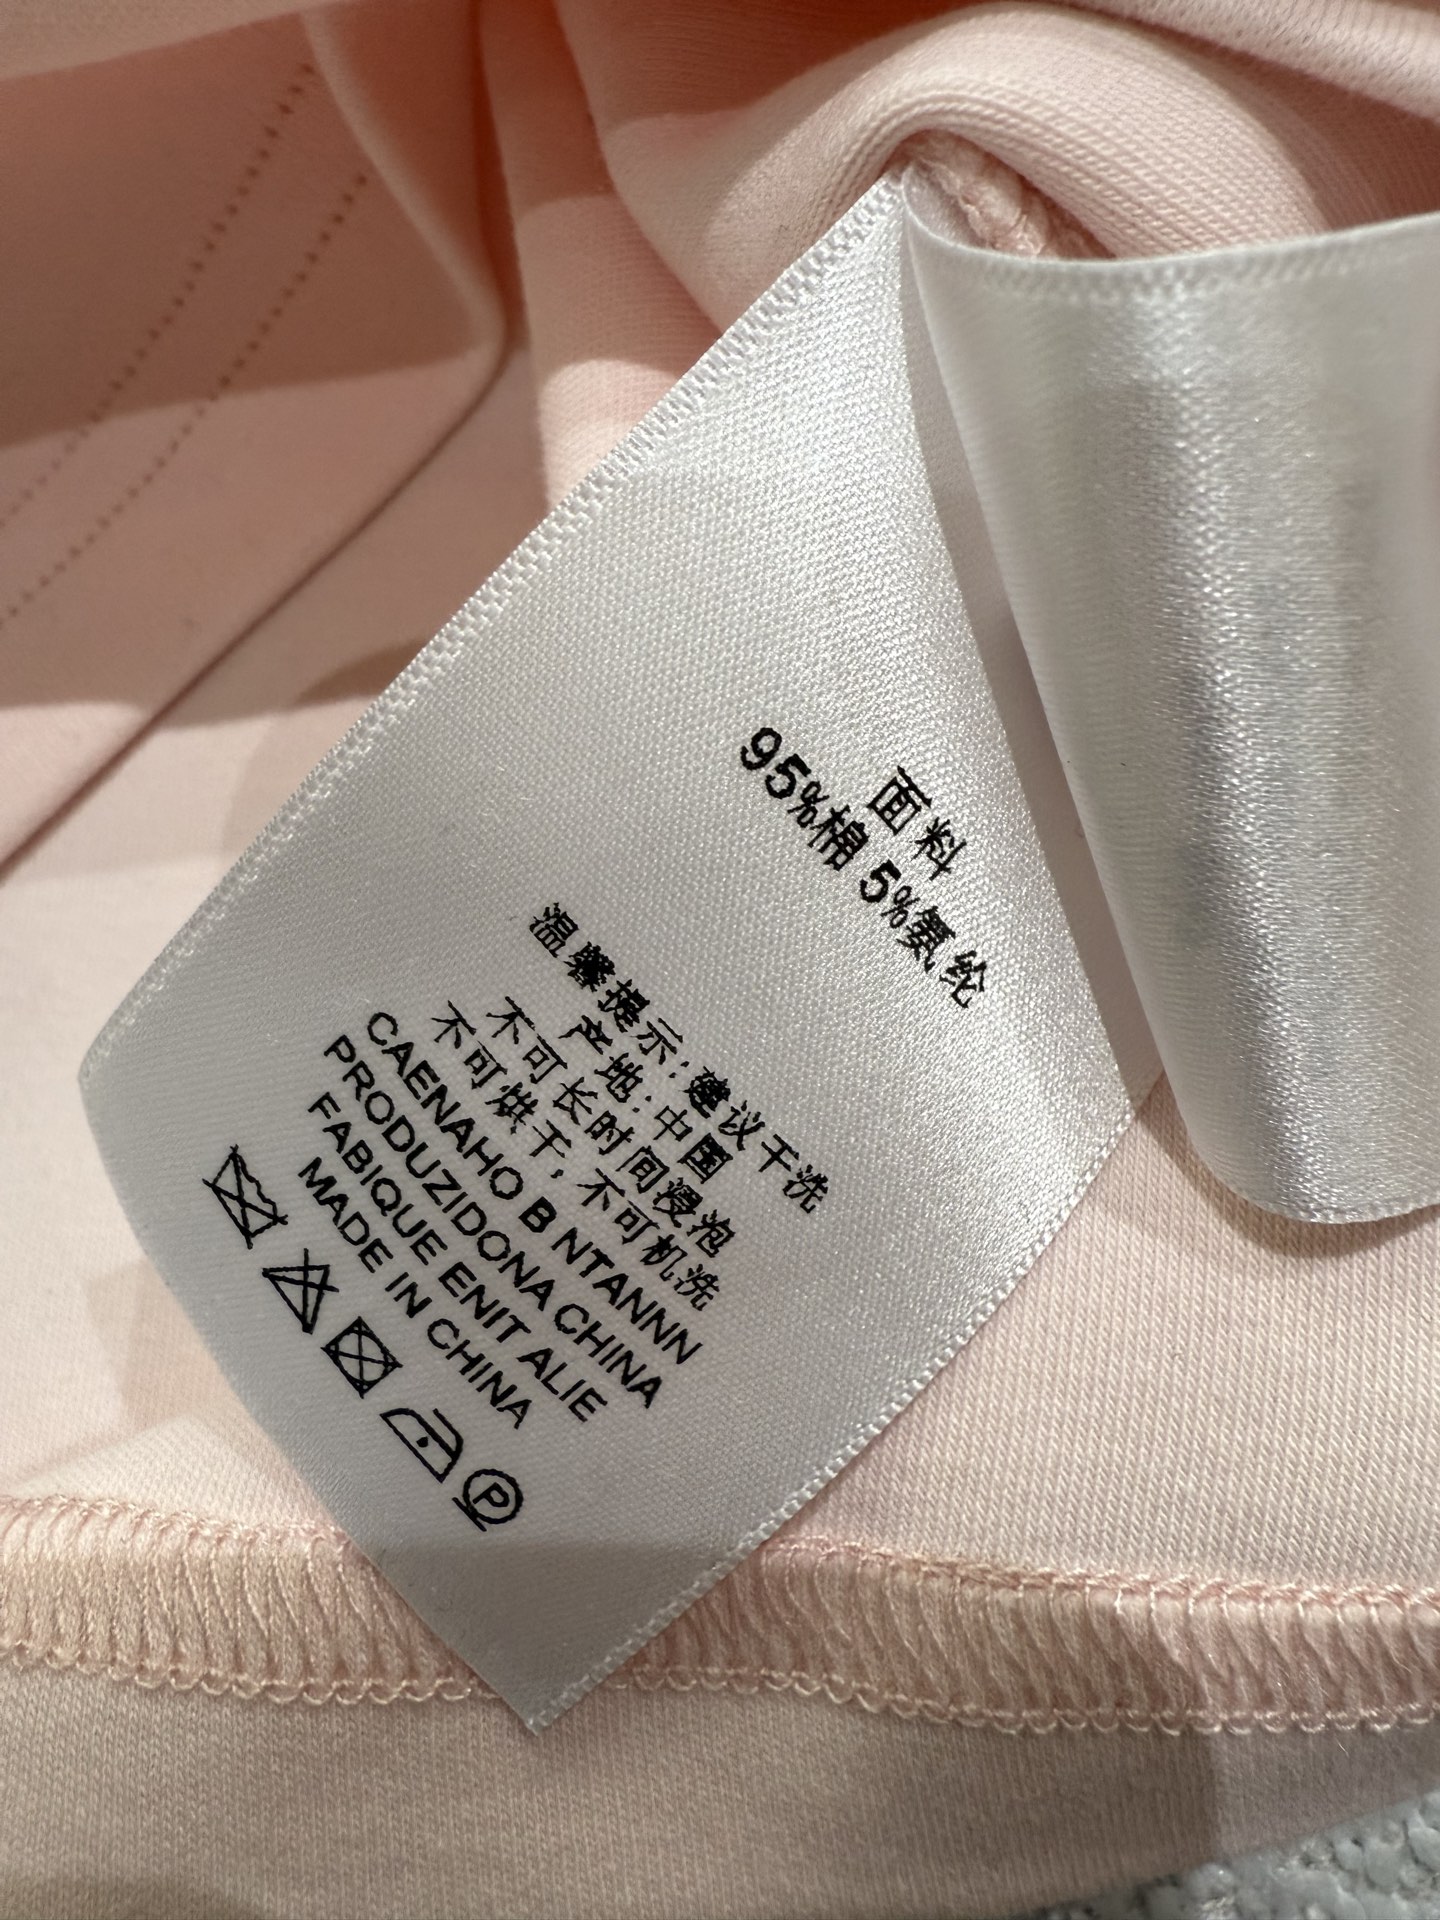 面料
95%棉 5%氨纶
温馨提示:建议干洗
产地:中国
不可长时间浸泡
不可烘干,不可机洗
CAENAHO B NTANNN
PRODUZIDONA CHINA
FABIQUE ENIT ALIE
MADE IN CHINA
P